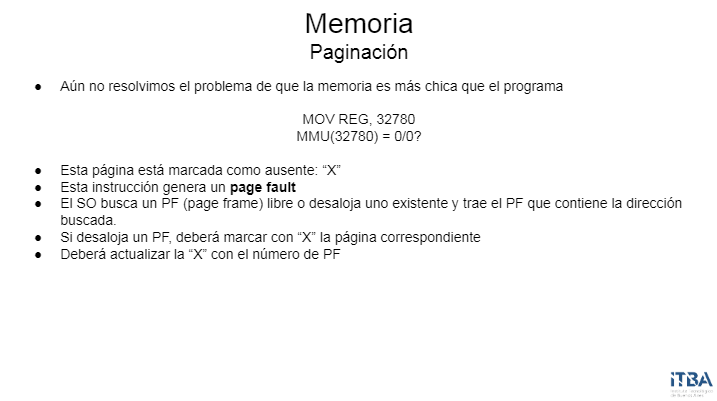 Memoria
Paginación
● Aún no resolvimos el problema de que la memoria es más chica que el programa
MOV REG, 32780
MMU(32780) = 0/0?
● Esta página está marcada como ausente: “X”
● Esta instrucción genera un page fault
● El SO busca un PF (page frame) libre o desaloja uno existente y trae el PF que contiene la dirección
buscada.
● Si desaloja un PF, deberá marcar con “X” la página correspondiente
● Deberá actualizar la “X” con el número de PF
ITBA